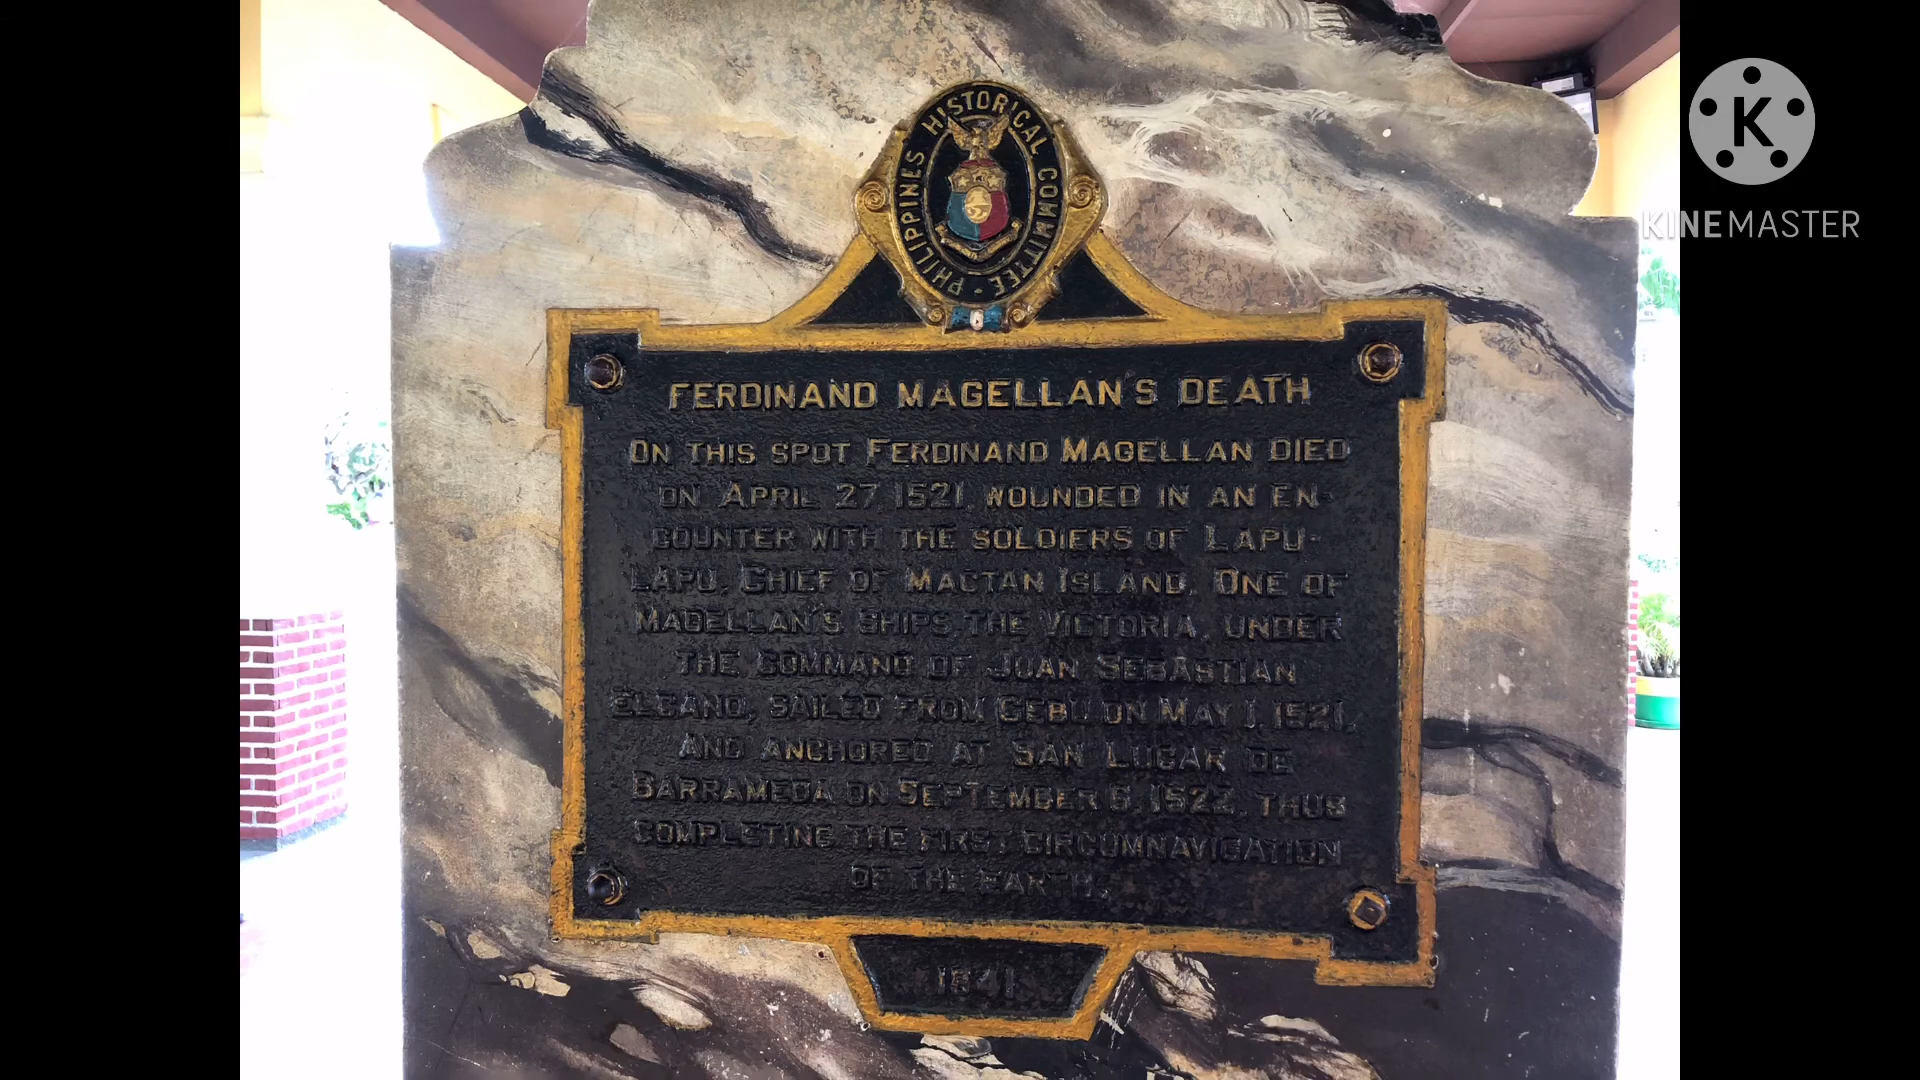 PHILIPPINES HISTORICAL COMMITTEE
K
KINEMASTER
FERDINAND MAGELLAN'S DEATH
ON THIS SPOT FERDINAND MAGELLAN DIED
ON APRIL 27, 1521, WOUNDED IN AN EN-
COUNTER WITH THE SOLDIERS OF LAPU-
LAPU, CHIEF OF MACTAN ISLAND. ONE OF
MAGELLAN'S SHIPS THE VICTORIA, UNDER
THE COMMAND OF JUAN SEBASTIAN
ELCANO, SAILED FROM CEBU ON MAY 1, 1521,
AND ANCHORED AT SAN LUCAR DE
BARRAMEDA ON SEPTEMBER 6, 1522, THUS
COMPLETING THE FIRST CIRCUMNAVIGATION
OF THE EARTH.
1941